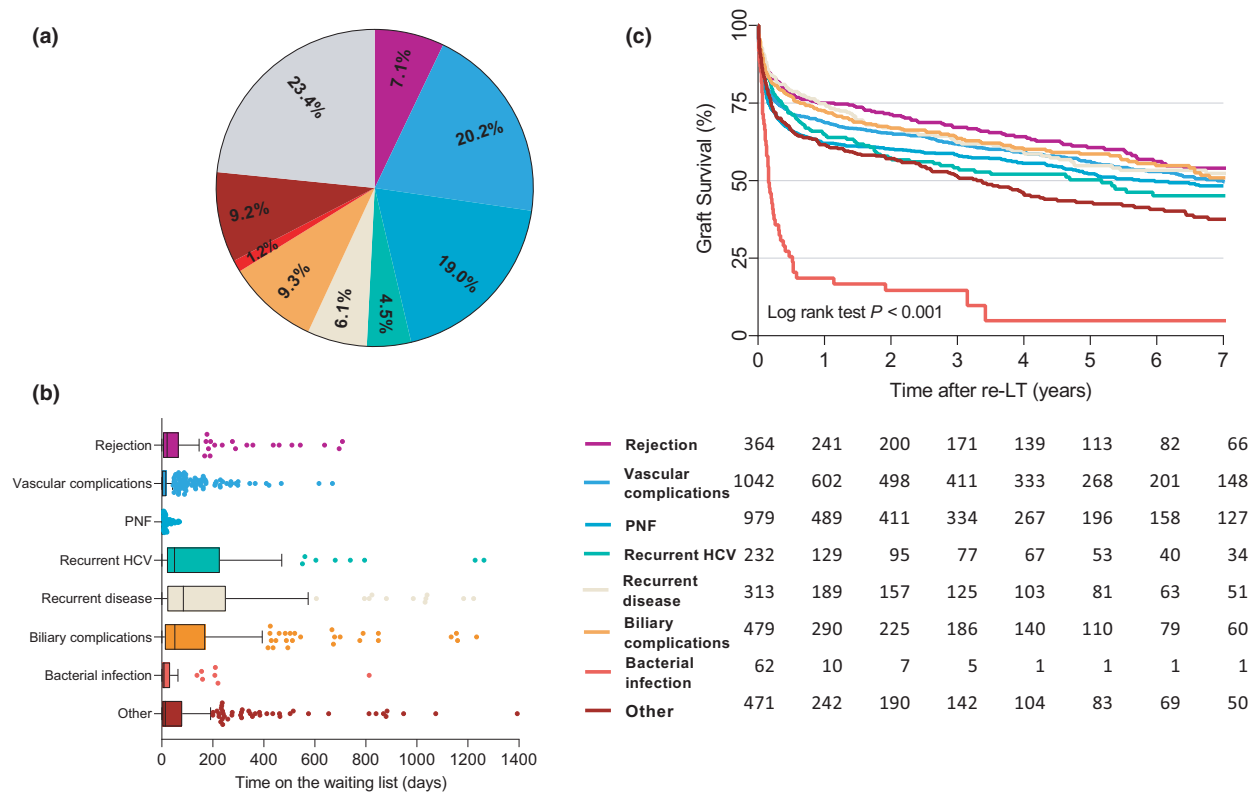 (a)
7.1%
20.2%
19.0%
4.5%
6.1%
9.3%
1.2%
9.2%
23.4%
(c)
Graft Survival (%)
100
75
50
25
0
Log rank test P < 0.001
0 1 2 3 4 5 6 7
Time after re-LT (years)
(b)
Rejection
Vascular complications
PNF
Recurrent HCV
Recurrent disease
Biliary complications
Bacterial infection
Other
0 200 400 600 800 1000 1200 1400
Time on the waiting list (days)
Rejection 364 241 200 171 139 113 82 66
Vascular
complications 1042 602 498 411 333 268 201 148
PNF 979 489 411 334 267 196 158 127
Recurrent HCV 232 129 95 77 67 53 40 34
Recurrent
disease 313 189 157 125 103 81 63 51
Biliary
complications 479 290 225 186 140 110 79 60
Bacterial
infection 62 10 7 5 1 1 1 1
Other 471 242 190 142 104 83 69 50